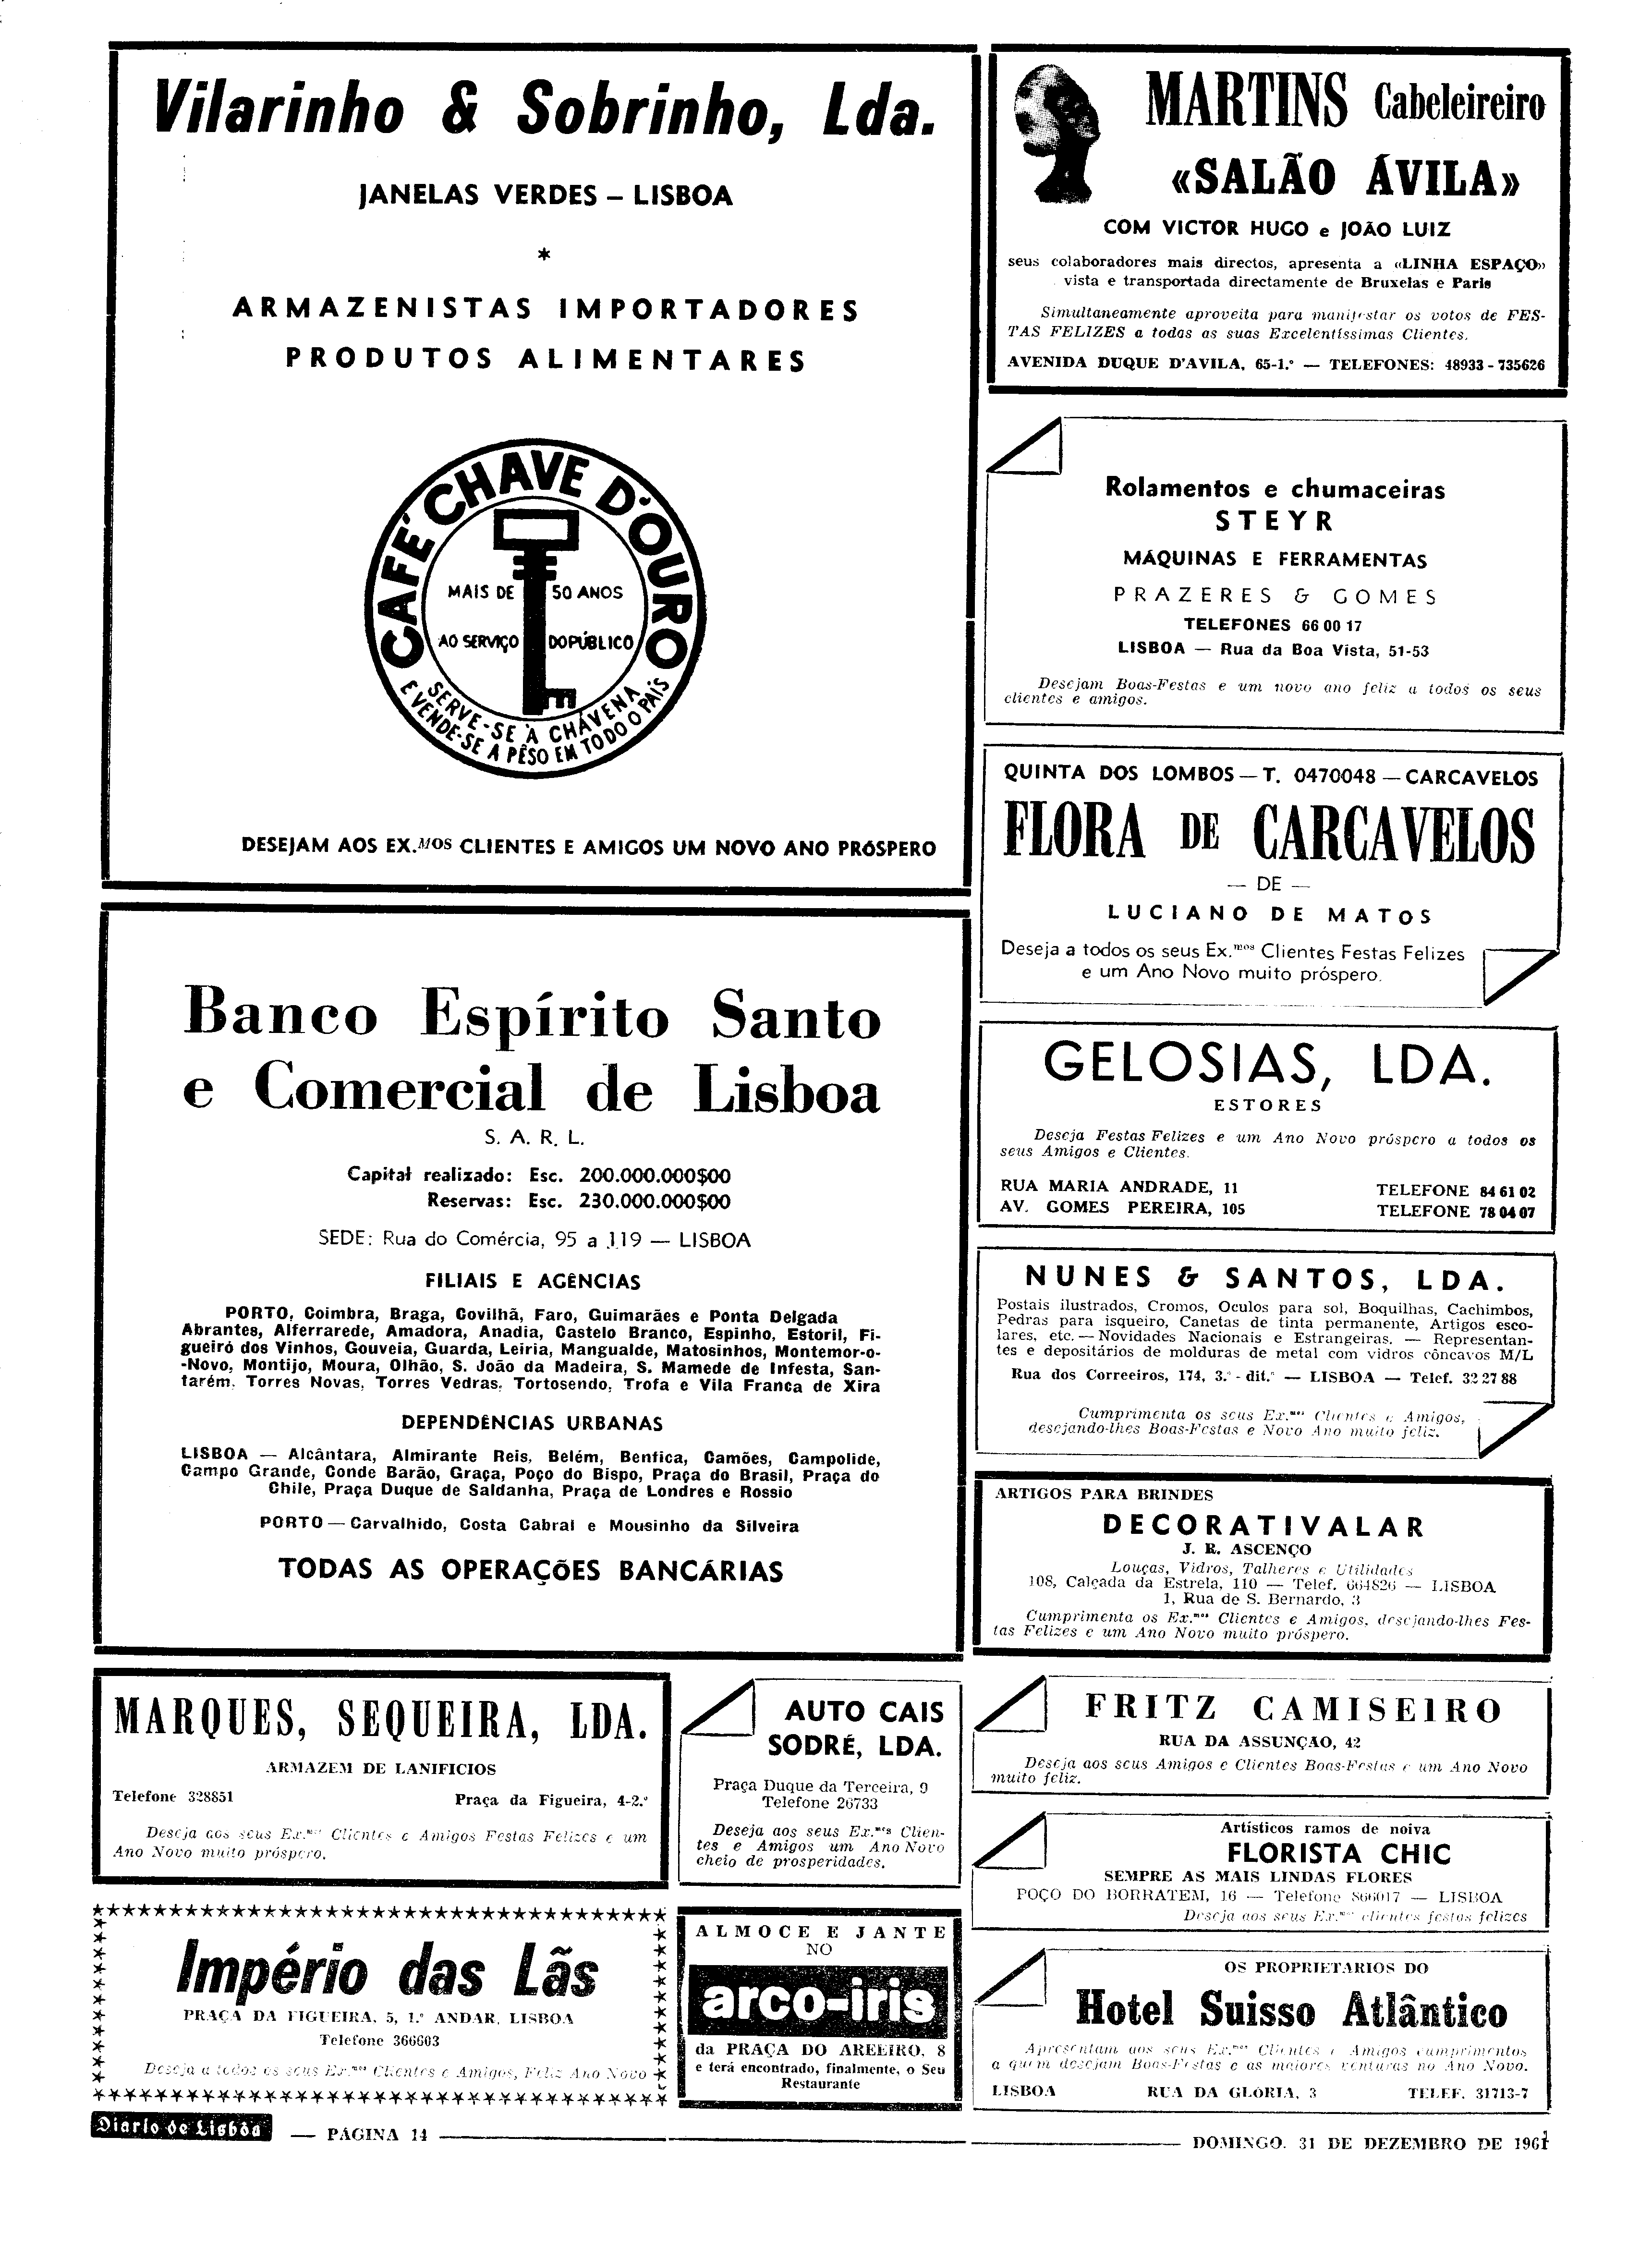 Vilarinho & Sobrinho, Lda.
JANELAS VERDES – LISBOA
*
ARMAZENISTAS IMPORTADORES
PRODUTOS ALIMENTARES
CAFÉ CHAVE D'OURO
MAIS DE 50 ANOS
AO SERVIÇO DO PÚBLICO
SERVE-SE À CHÁVENA
E VENDE-SE A PÊSO EM TODO O PAÍS
DESEJAM AOS EX.MOS CLIENTES E AMIGOS UM NOVO ANO PRÓSPERO
Banco Espírito Santo
e Comercial de Lisboa
S. A. R. L.
Capital realizado: Esc. 200.000.000$00
Reservas: Esc. 230.000.000$00
SEDE: Rua do Comércia, 95 a 119 — LISBOA
FILIAIS E AGÊNCIAS
PORTO, Coimbra, Braga, Covilhã, Faro, Guimarães e Ponta Delgada
Abrantes, Alferrarede, Amadora, Anadia, Castelo Branco, Espinho, Estoril, Fi-
gueiró dos Vinhos, Gouveia, Guarda, Leiria, Mangualde, Matosinhos, Montemor-o-
-Novo, Montijo, Moura, Olhão, S. João da Madeira, S. Mamede de Infesta, San-
tarém, Torres Novas, Torres Vedras, Tortosendo, Trofa e Vila Franca de Xira
DEPENDÊNCIAS URBANAS
LISBOA — Alcântara, Almirante Reis, Belém, Benfica, Camões, Campolide,
Campo Grande, Conde Barão, Graça, Poço do Bispo, Praça do Brasil, Praça do
Chile, Praça Duque de Saldanha, Praça de Londres e Rossio
PORTO — Carvalhido, Costa Cabral e Mousinho da Silveira
TODAS AS OPERAÇÕES BANCÁRIAS
MARQUES, SEQUEIRA, LDA.
ARMAZEM DE LANIFICIOS
Telefone 328851 Praça da Figueira, 4-2.º
Deseja aos seus Ex.mos Clientes e Amigos Festas Felizes e um
Ano Novo muito próspero.
AUTO CAIS
SODRÉ, LDA.
Praça Duque da Terceira, 9
Telefone 26733
Deseja aos seus Ex.mos Clien-
tes e Amigos um Ano Novo
cheio de prosperidades.
Império das Lãs
PRAÇA DA FIGUEIRA, 5, 1.º ANDAR, LISBOA
Telefone 366603
Deseja a todos os seus Ex.mos Clientes e Amigos, Feliz Ano Novo
ALMOCE E JANTE
NO
arco-iris
da PRAÇA DO AREEIRO, 8
e terá encontrado, finalmente, o Seu
Restaurante
MARTINS Cabeleireiro
«SALÃO ÁVILA»
COM VICTOR HUGO e JOÃO LUIZ
seus colaboradores mais directos, apresenta a «LINHA ESPAÇO»
vista e transportada directamente de Bruxelas e Paris
Simultaneamente aproveita para manifestar os votos de FES-
TAS FELIZES a todas as suas Excelentíssimas Clientes.
AVENIDA DUQUE D'AVILA, 65-1.º — TELEFONES: 48933 - 735626
Rolamentos e chumaceiras
STEYR
MÁQUINAS E FERRAMENTAS
PRAZERES & GOMES
TELEFONES 66 00 17
LISBOA — Rua da Boa Vista, 51-53
Desejam Boas-Festas e um novo ano feliz a todos os seus
clientes e amigos.
QUINTA DOS LOMBOS — T. 0470048 — CARCAVELOS
FLORA DE CARCAVELOS
— DE —
LUCIANO DE MATOS
Deseja a todos os seus Ex.mos Clientes Festas Felizes
e um Ano Novo muito próspero.
GELOSIAS, LDA.
ESTORES
Deseja Festas Felizes e um Ano Novo próspero a todos os
seus Amigos e Clientes.
RUA MARIA ANDRADE, 11 TELEFONE 84 61 02
AV. GOMES PEREIRA, 105 TELEFONE 78 04 07
NUNES & SANTOS, LDA.
Postais ilustrados, Cromos, Oculos para sol, Boquilhas, Cachimbos,
Pedras para isqueiro, Canetas de tinta permanente, Artigos esco-
lares, etc. — Novidades Nacionais e Estrangeiras. — Representan-
tes e depositários de molduras de metal com vidros côncavos M/L
Rua dos Correeiros, 174, 3.º - dit.º — LISBOA — Telef. 32 27 88
Cumprimenta os seus Ex.mos Clientes e Amigos,
desejando-lhes Boas-Festas e Novo Ano muito feliz.
ARTIGOS PARA BRINDES
DECORATIVALAR
J. R. ASCENÇO
Louças, Vidros, Talheres e Utilidades
108, Calçada da Estrela, 110 — Telef. 664826 — LISBOA
1, Rua de S. Bernardo, 3
Cumprimenta os Ex.mos Clientes e Amigos, desejando-lhes Fes-
tas Felizes e um Ano Novo muito próspero.
FRITZ CAMISEIRO
RUA DA ASSUNÇAO, 42
Deseja aos seus Amigos e Clientes Boas-Festas e um Ano Novo
muito feliz.
Artísticos ramos de noiva
FLORISTA CHIC
SEMPRE AS MAIS LINDAS FLORES
POÇO DO BORRATEM, 16 — Telefone 866017 — LISBOA
Deseja aos seus Ex.mos clientes festas felizes
OS PROPRIETARIOS DO
Hotel Suisso Atlântico
Apresentam aos seus Ex.mos Clientes e Amigos cumprimentos
a quem desejam Boas-Festas e as maiores venturas no Ano Novo.
LISBOA RUA DA GLORIA, 3 TELEF. 31713-7
Diário de Lisbôa — PÁGINA 14 — DOMINGO, 31 DE DEZEMBRO DE 1961